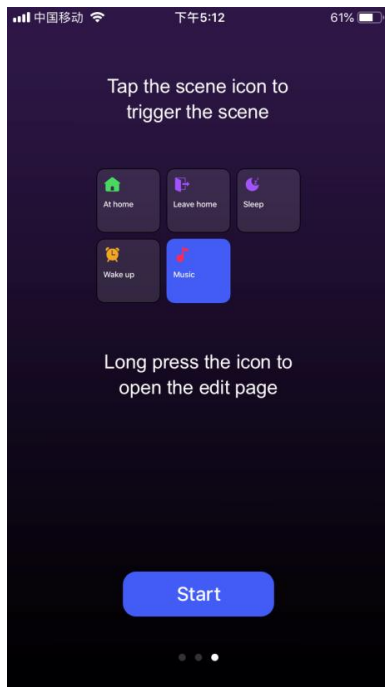 中国移动 下午5:12 61%
Tap the scene icon to
trigger the scene
At home Leave home Sleep
Wake up Music
Long press the icon to
open the edit page
Start